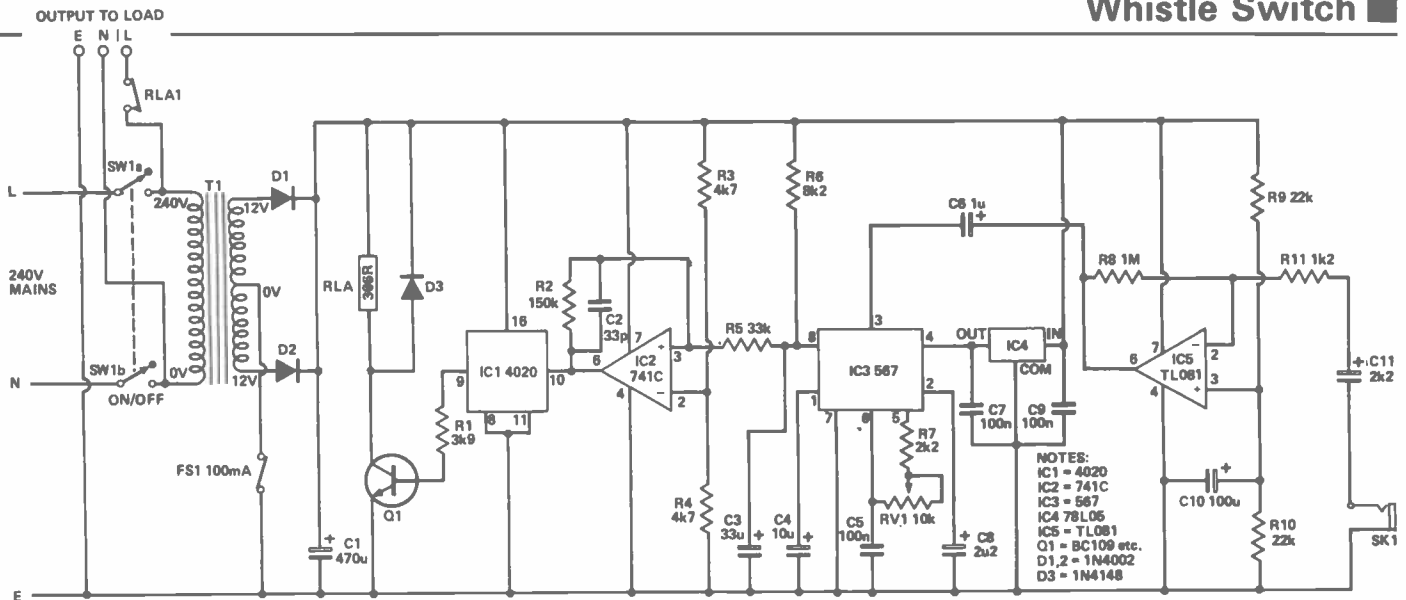 Whistle Switch
OUTPUT TO LOAD
E N L
RLA1
SW1a
L
240V
T1
12V
D1
240V
MAINS
0V
RLA
396R
D3
SW1b
N
0V
ON/OFF
12V
D2
FS1 100mA
C1
470u
E
Q1
R1
3k9
16
IC1 4020
9
10
8
11
R2
150k
C2
33p
6
7
IC2
741C
3
+
4
−
2
R3
4k7
R4
4k7
R5 33k
R6
8k2
C3
33u
+
C4
10u
+
3
8
4
IC3 567
1
2
7
6
5
C5
100n
R7
2k2
RV1 10k
C8
2u2
+
C6 1u
+
OUT
IC4
IN
COM
C7
100n
C9
100n
NOTES:
IC1 = 4020
IC2 = 741C
IC3 = 567
IC4 78L05
IC5 = TL081
Q1 = BC109 etc.
D1,2 = 1N4002
D3 = 1N4148
R8 1M
R9 22k
R11 1k2
7
6
IC5
TL081
−
2
+
3
4
C10 100u
+
R10
22k
+
C11
2k2
SK1